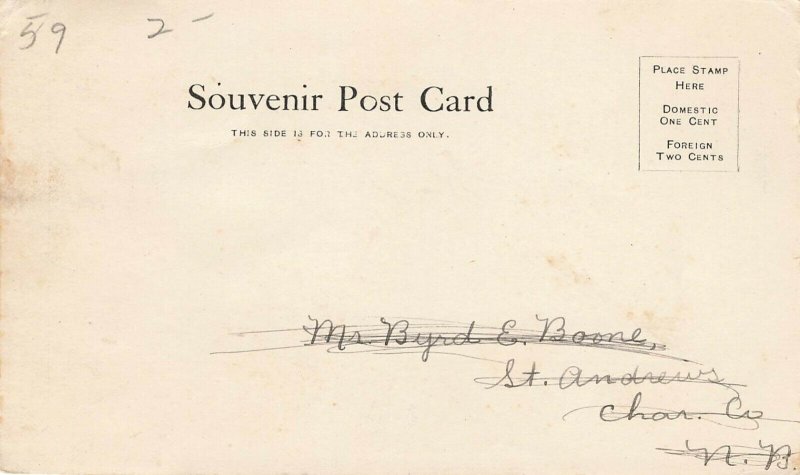 59 2-
Souvenir Post Card
THIS SIDE IS FOR THE ADDRESS ONLY.
PLACE STAMP
HERE
DOMESTIC
ONE CENT
FOREIGN
TWO CENTS
Mr Byrd E. Boone,
St. Andrews
Char. Co
N.B.